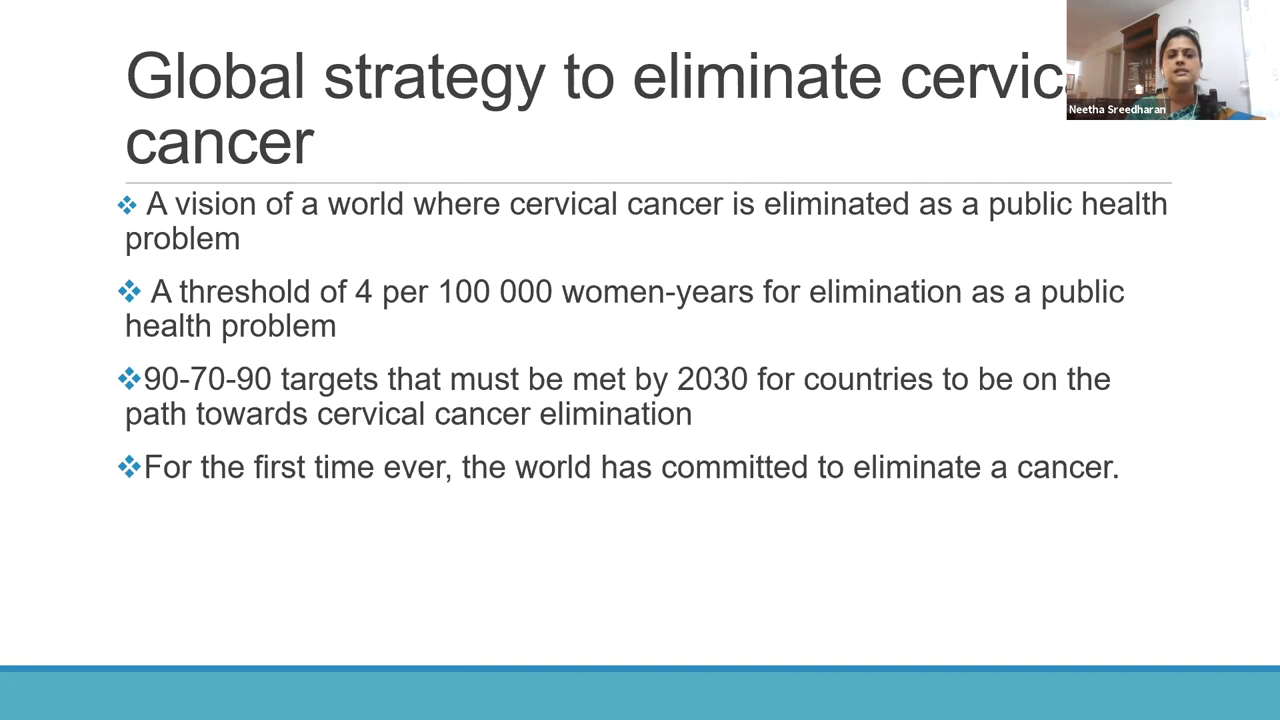 Global strategy to eliminate cervic
cancer
Neetha Sreedharan
A vision of a world where cervical cancer is eliminated as a public health
problem
A threshold of 4 per 100 000 women-years for elimination as a public
health problem
90-70-90 targets that must be met by 2030 for countries to be on the
path towards cervical cancer elimination
For the first time ever, the world has committed to eliminate a cancer.